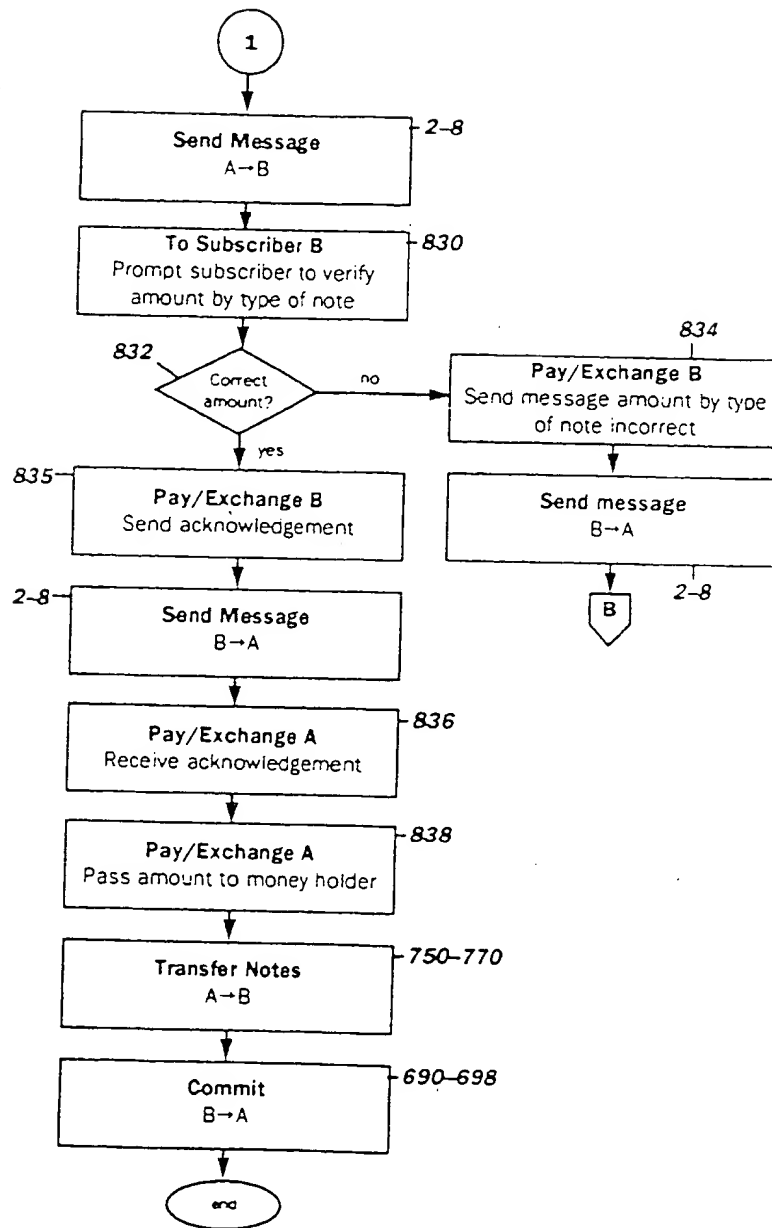 1
Send Message
A→B
2-8
To Subscriber B
Prompt subscriber to verify
amount by type of note
830
832
Correct
amount?
no
yes
834
Pay/Exchange B
Send message amount by type
of note incorrect
Send message
B→A
2-8
B
835
Pay/Exchange B
Send acknowledgement
2-8
Send Message
B→A
Pay/Exchange A
Receive acknowledgement
836
Pay/Exchange A
Pass amount to money holder
838
Transfer Notes
A→B
750-770
Commit
B→A
690-698
end